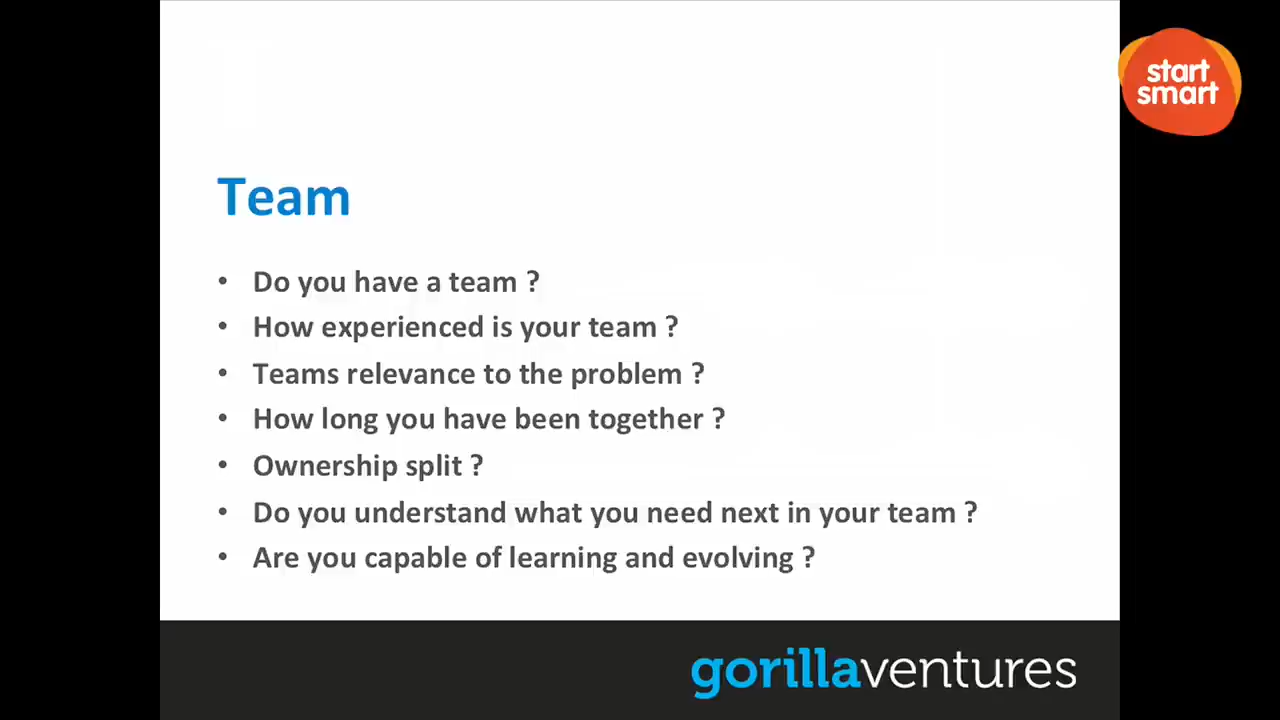 start
smart
Team
• Do you have a team ?
• How experienced is your team ?
• Teams relevance to the problem ?
• How long you have been together ?
• Ownership split ?
• Do you understand what you need next in your team ?
• Are you capable of learning and evolving ?
gorillaventures